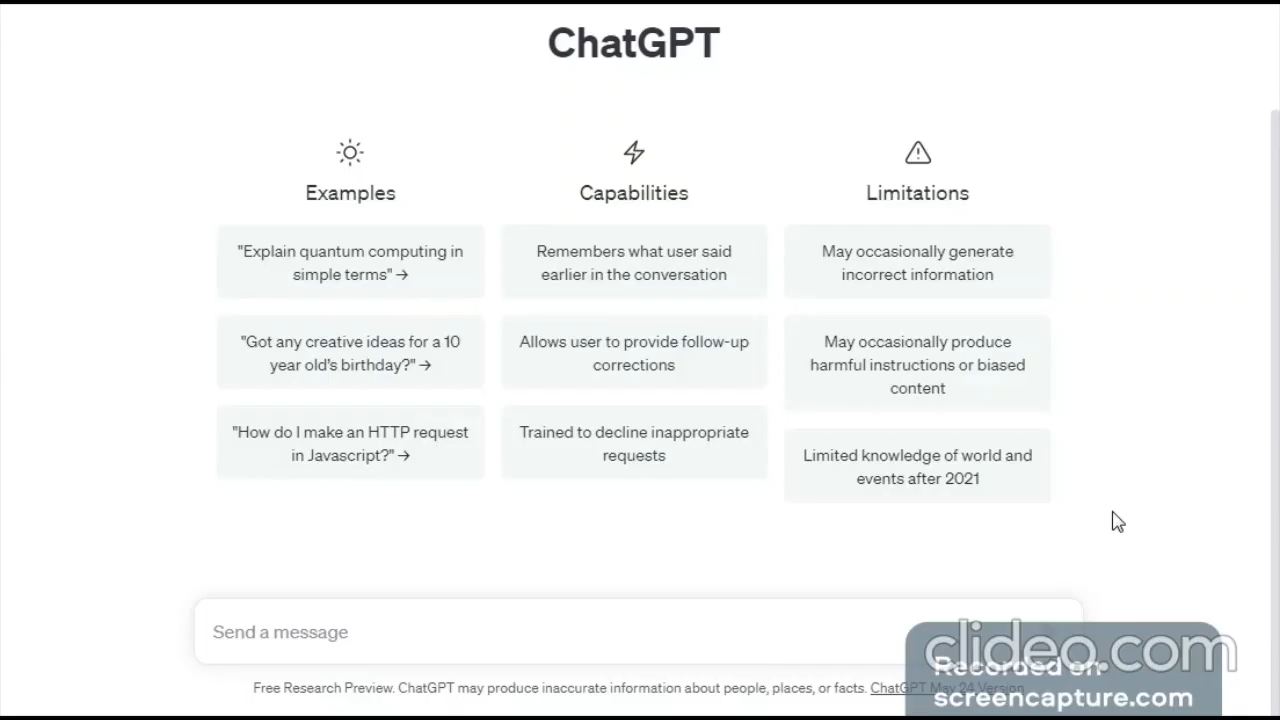 ChatGPT
Examples
"Explain quantum computing in
simple terms" →
"Got any creative ideas for a 10
year old's birthday?" →
"How do I make an HTTP request
in Javascript?" →
Capabilities
Remembers what user said
earlier in the conversation
Allows user to provide follow-up
corrections
Trained to decline inappropriate
requests
Limitations
May occasionally generate
incorrect information
May occasionally produce
harmful instructions or biased
content
Limited knowledge of world and
events after 2021
Send a message
Free Research Preview. ChatGPT may produce inaccurate information about people, places, or facts. ChatGPT May 24 Version
clideo.com
Recorded on
screencapture.com